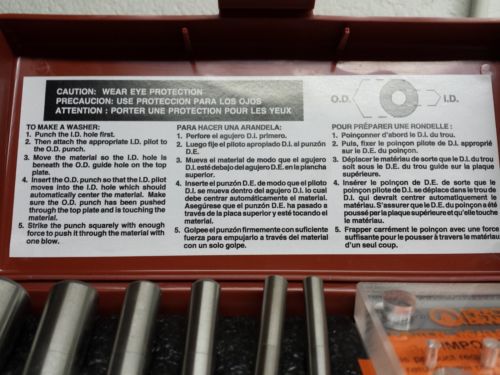 CAUTION: WEAR EYE PROTECTION
PRECAUCION: USE PROTECCION PARA LOS OJOS
ATTENTION : PORTER UNE PROTECTION POUR LES YEUX
O.D.
I.D.
TO MAKE A WASHER:
1. Punch the I.D. hole first.
2. Then attach the appropriate I.D. pilot to
the O.D. punch.
3. Move the material so the I.D. hole is
beneath the O.D. guide hole on the top
plate.
4. Insert the O.D. punch so that the I.D. pilot
moves into the I.D. hole which should
automatically center the material. Make
sure the O.D. punch has been pushed
through the top plate and is touching the
material.
5. Strike the punch squarely with enough
force to push it through the material with
one blow.
PARA HACER UNA ARANDELA:
1. Perfore el agujero D.I. primero.
2. Luego fije el piloto apropiado D.I. al punzón
D.E.
3. Mueva el material de modo que el agujero
D.I. esté debajo del agujero D.E. en la plancha
superior.
4. Inserte el punzón D.E. de modo que el piloto
D.I. se mueva dentro del agujero D.I. lo cual
debe centrar automáticamente el material.
Asegúrese que el punzón D.E. ha pasado a
través de la placa superior y esté tocando el
material.
5. Golpee el punzón firmemente con suficiente
fuerza para empujarlo a través del material
con un solo golpe.
POUR PRÉPARER UNE RONDELLE :
1. Poinçonner d'abord le D.I. du trou.
2. Puis, fixer le poinçon pilote D.I. approprié
sur le D.E. du poinçon.
3. Déplacer le matériau de sorte que le D.I. du trou
soit sous le D.E. du trou guide sur la plaque
supérieure.
4. Insérer le poinçon de D.E. de sorte que le
poinçon pilote de D.I. se déplace dans le trou de
D.I. qui devrait centrer automatiquement le
matériau. S'assurer que le D.E. du poinçon a été
poussé par la plaque supérieure et qu'elle touche
le matériau.
5. Frapper carrément le poinçon avec une force
suffisante pour le pousser à travers le matériau
d'un seul coup.